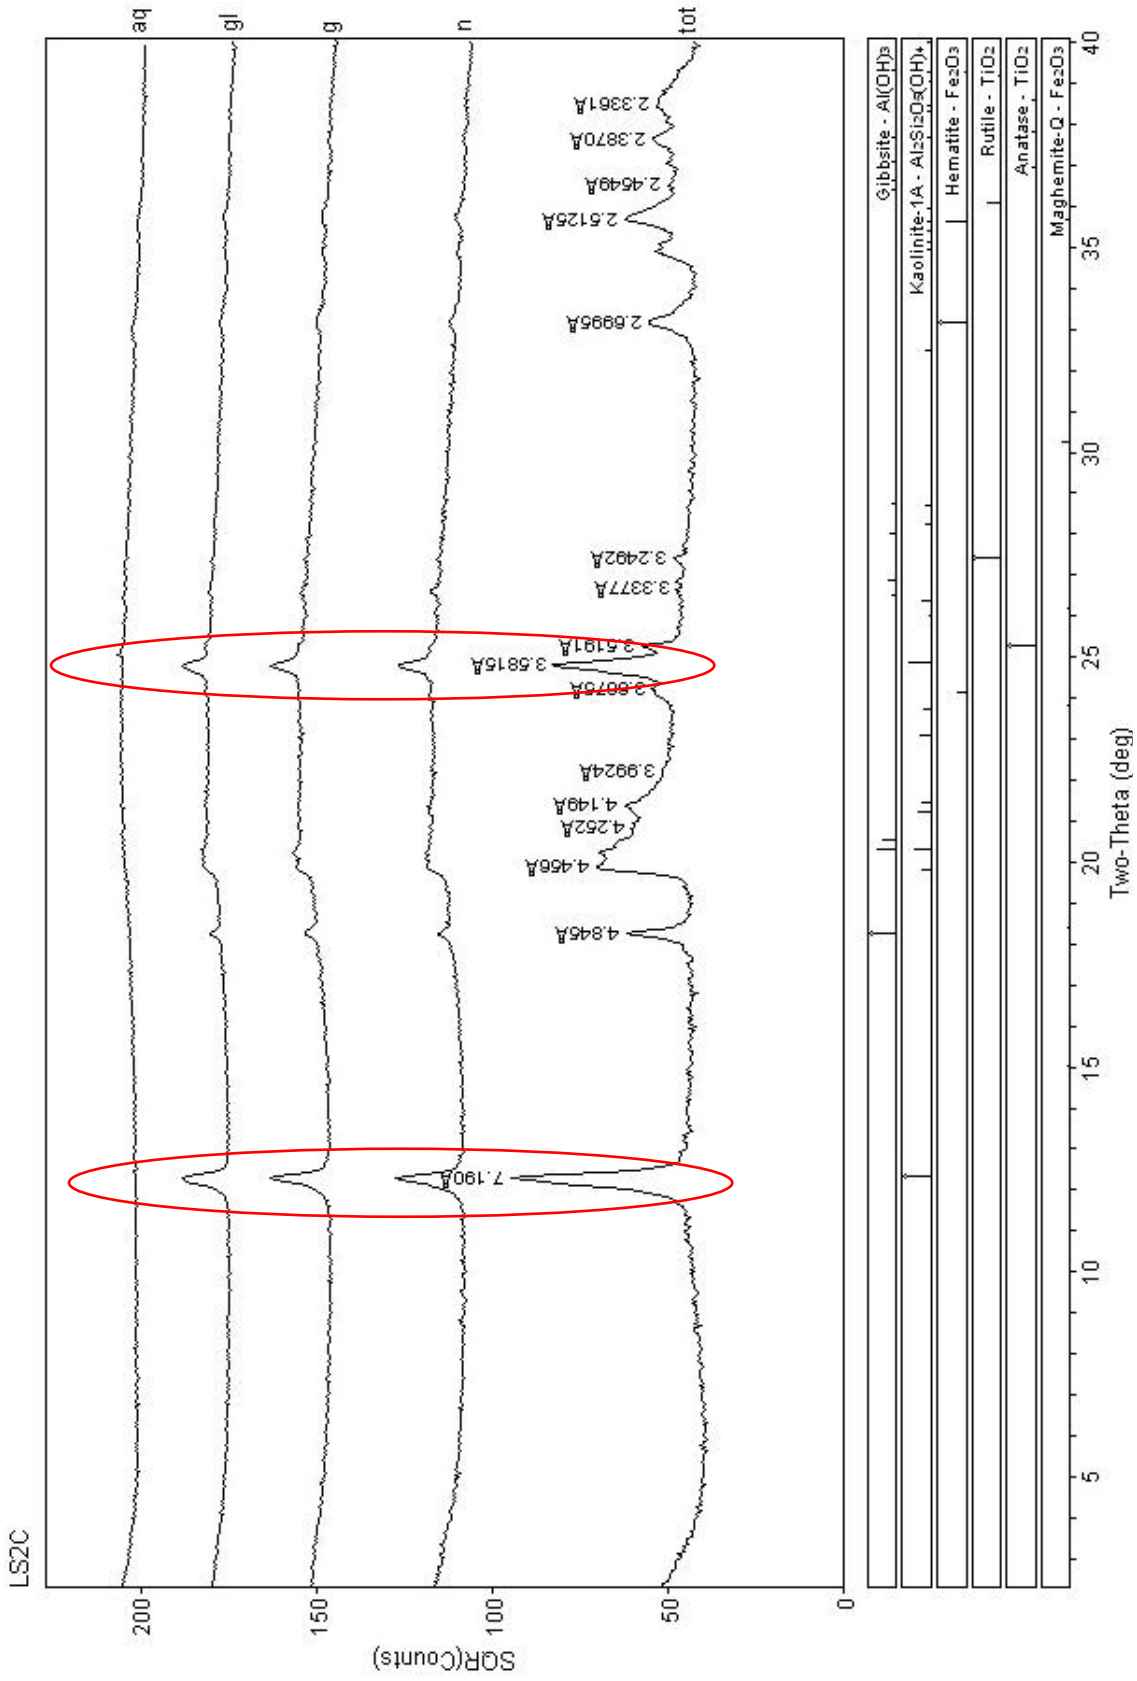 LS2C
SQR(Counts)
200
150
100
50
0
aq
gl
g
n
tot
7.190Å
4.845Å
4.456Å
4.252Å
4.149Å
3.9924Å
3.6675Å
3.5815Å
3.5191Å
3.3377Å
3.2492Å
2.6995Å
2.5125Å
2.4549Å
2.3870Å
2.3361Å
Gibbsite - Al(OH)3
Kaolinite-1A - Al2Si2O5(OH)4
Hematite - Fe2O3
Rutile - TiO2
Anatase - TiO2
Maghemite-Q - Fe2O3
5
10
15
20
25
30
35
40
Two-Theta (deg)